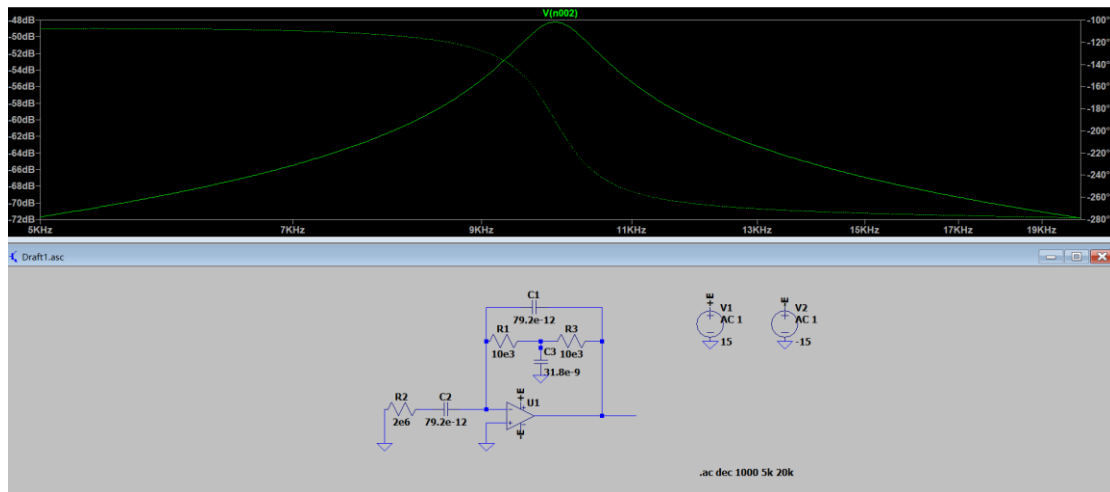 V(n002)
-48dB
-50dB
-52dB
-54dB
-56dB
-58dB
-60dB
-62dB
-64dB
-66dB
-68dB
-70dB
-72dB
-100°
-120°
-140°
-160°
-180°
-200°
-220°
-240°
-260°
-280°
5KHz 7KHz 9KHz 11KHz 13KHz 15KHz 17KHz 19KHz
Draft1.asc
C1
79.2e-12
R1 R3
10e3 10e3
C3
31.8e-9
R2 C2
2e6 79.2e-12
+E
U1
-E
+E
V1
AC 1
15
-E
V2
AC 1
-15
.ac dec 1000 5k 20k